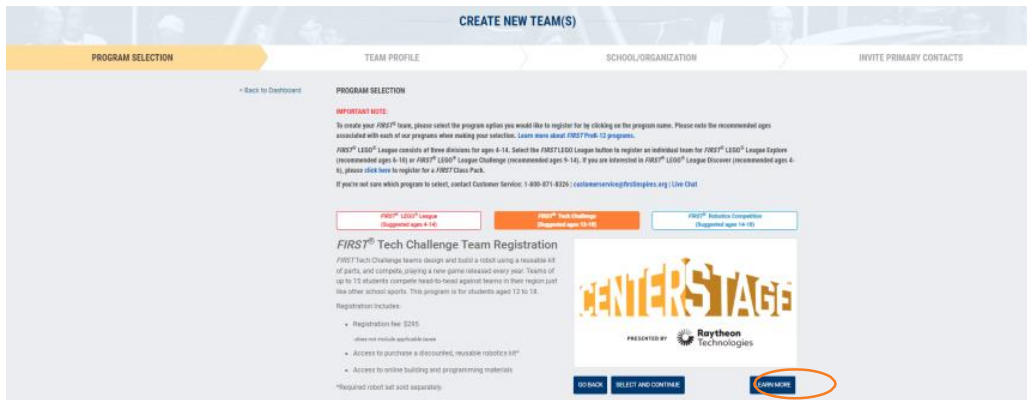 CREATE NEW TEAM(S)
PROGRAM SELECTION
TEAM PROFILE
SCHOOL/ORGANIZATION
INVITE PRIMARY CONTACTS
< Back to Dashboard
PROGRAM SELECTION
IMPORTANT NOTE:
To create your FIRST® team, please select the program option you would like to register for by clicking on the program name. Please note the recommended ages
associated with each of our programs when making your selection. Learn more about FIRST PreK-12 programs.
FIRST® LEGO® League consists of three divisions for ages 4-14. Select the FIRST LEGO League button to register an individual team for FIRST® LEGO® League Explore
(recommended ages 6-10) or FIRST® LEGO® League Challenge (recommended ages 9-14). If you are interested in FIRST® LEGO® League Discover (recommended ages 4-
6), please click here to register for a FIRST Class Pack.
If you're not sure which program to select, contact Customer Service: 1-800-871-8326 | customerservice@firstinspires.org | Live Chat
FIRST® LEGO® League
(Suggested ages 4-14)
FIRST® Tech Challenge
(Suggested ages 12-18)
FIRST® Robotics Competition
(Suggested ages 14-18)
FIRST® Tech Challenge Team Registration
FIRST Tech Challenge teams design and build a robot using a reusable kit
of parts, and compete, playing a new game released every year. Teams of
up to 15 students compete head-to-head against teams in their region just
like other school sports. This program is for students aged 12 to 18.
Registration Includes:
• Registration fee: $295
-does not include applicable taxes
• Access to purchase a discounted, reusable robotics kit*
• Access to online building and programming materials
*Required robot set sold separately.
CENTERSTAGE
PRESENTED BY
Raytheon
Technologies
GO BACK
SELECT AND CONTINUE
LEARN MORE